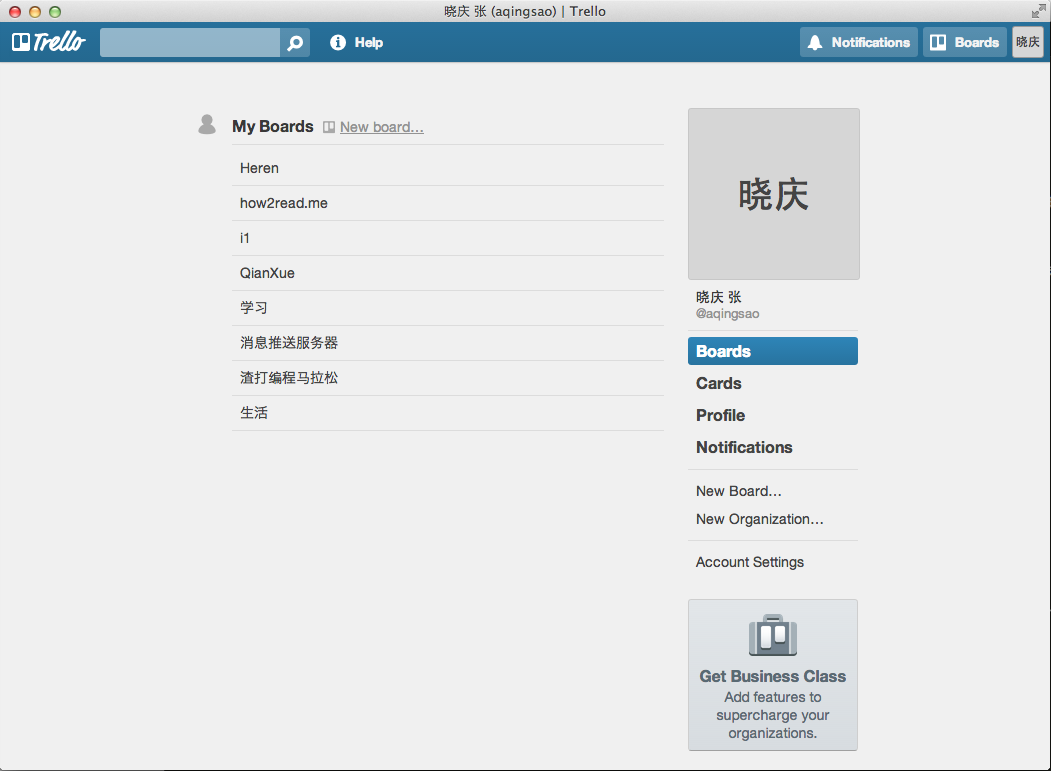 晓庆 张 (aqingsao) | Trello
Trello
Help
Notifications
Boards
晓庆
My Boards
New board…
Heren
how2read.me
i1
QianXue
学习
消息推送服务器
渣打编程马拉松
生活
晓庆
晓庆 张
@aqingsao
Boards
Cards
Profile
Notifications
New Board…
New Organization…
Account Settings
Get Business Class
Add features to
supercharge your
organizations.